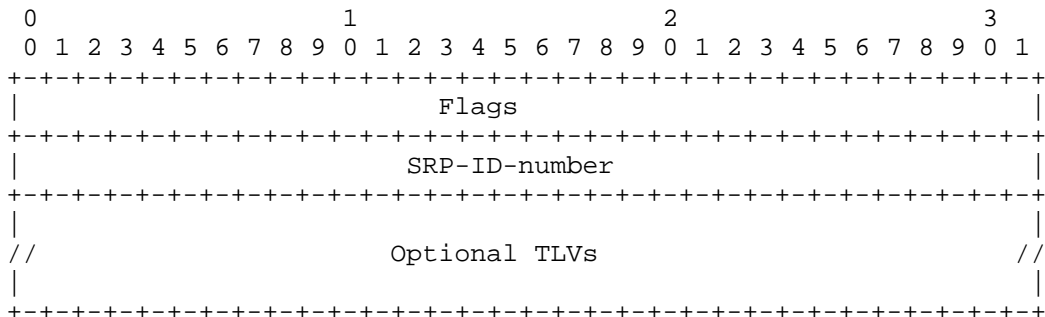 0                   1                   2                   3
 0 1 2 3 4 5 6 7 8 9 0 1 2 3 4 5 6 7 8 9 0 1 2 3 4 5 6 7 8 9 0 1
+-+-+-+-+-+-+-+-+-+-+-+-+-+-+-+-+-+-+-+-+-+-+-+-+-+-+-+-+-+-+-+-+
|                          Flags                                |
+-+-+-+-+-+-+-+-+-+-+-+-+-+-+-+-+-+-+-+-+-+-+-+-+-+-+-+-+-+-+-+-+
|                        SRP-ID-number                          |
+-+-+-+-+-+-+-+-+-+-+-+-+-+-+-+-+-+-+-+-+-+-+-+-+-+-+-+-+-+-+-+-+
|                                                               |
//                      Optional TLVs                          //
|                                                               |
+-+-+-+-+-+-+-+-+-+-+-+-+-+-+-+-+-+-+-+-+-+-+-+-+-+-+-+-+-+-+-+-+